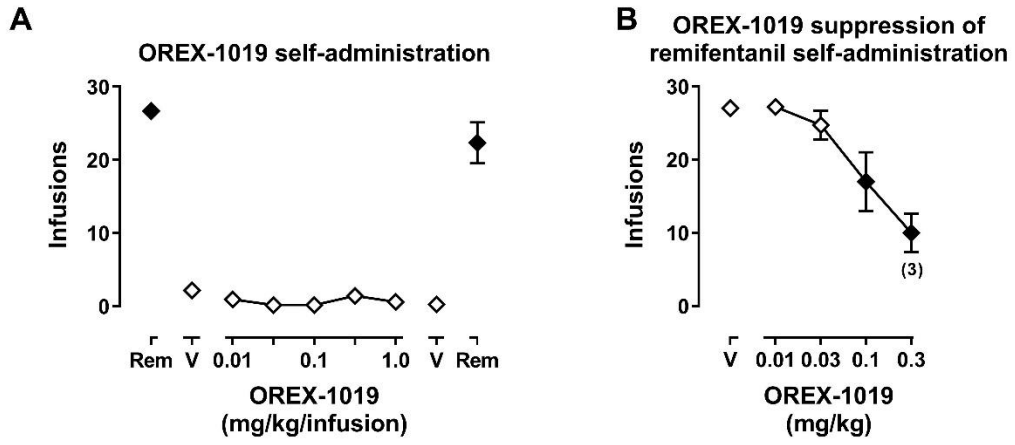 A
OREX-1019 self-administration
30
20
10
0
Infusions
Rem V 0.01 0.1 1.0 V Rem
OREX-1019
(mg/kg/infusion)
B
OREX-1019 suppression of
remifentanil self-administration
30
20
10
0
Infusions
(3)
V 0.01 0.03 0.1 0.3
OREX-1019
(mg/kg)